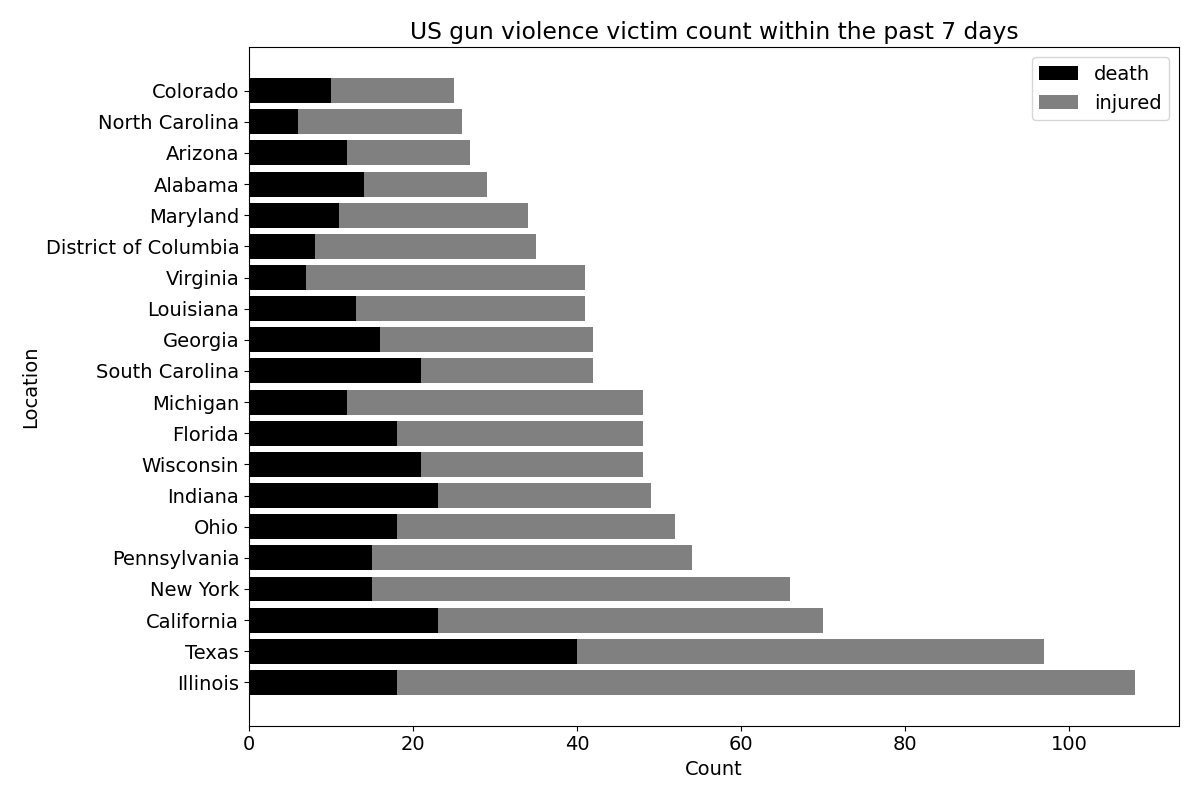 US gun violence victim count within the past 7 days
death
injured
Colorado
North Carolina
Arizona
Alabama
Maryland
District of Columbia
Virginia
Louisiana
Georgia
South Carolina
Michigan
Florida
Wisconsin
Indiana
Ohio
Pennsylvania
New York
California
Texas
Illinois
Location
0 20 40 60 80 100
Count